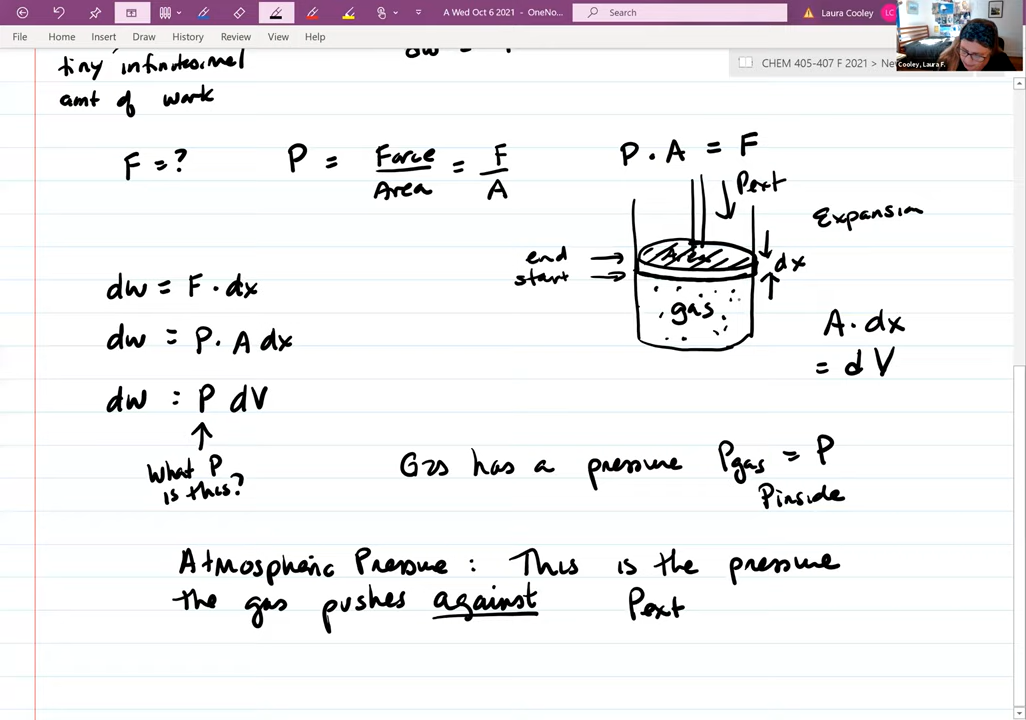 A Wed Oct 6 2021 - OneNo...
Search
Laura Cooley
LC
File Home Insert Draw History Review View Help
CHEM 405-407 F 2021 > Ne
Cooley, Laura F.
tiny infinitesimal
amt of work
dw =
F = ?
P = Force / Area = F / A
P · A = F
Pext
Expansion
end
start
Area
dx
gas
A · dx
= dV
dw = F · dx
dw = P · A dx
dw = P dV
What P
is this?
Gas has a pressure Pgas = P
Pinside
Atmospheric Pressure : This is the pressure
the gas pushes against Pext